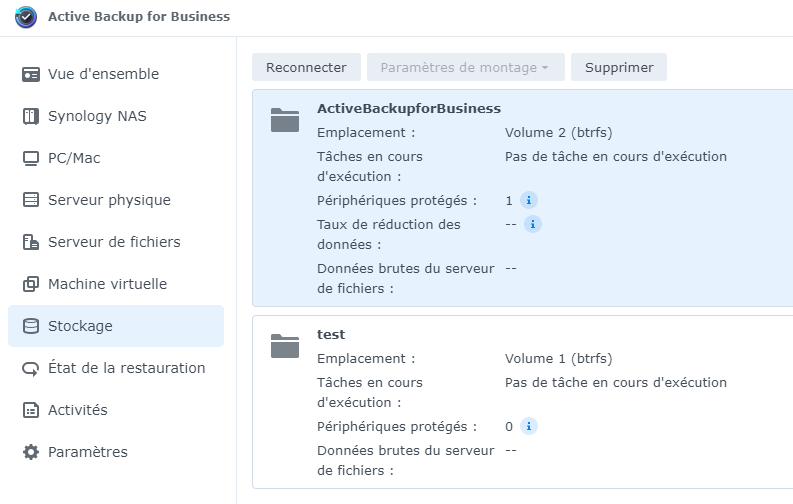 Active Backup for Business
Vue d'ensemble
Synology NAS
PC/Mac
Serveur physique
Serveur de fichiers
Machine virtuelle
Stockage
État de la restauration
Activités
Paramètres
Reconnecter
Paramètres de montage
Supprimer
ActiveBackupforBusiness
Emplacement : Volume 2 (btrfs)
Tâches en cours Pas de tâche en cours d'exécution
d'exécution :
Périphériques protégés : 1
Taux de réduction des --
données :
Données brutes du serveur --
de fichiers :
test
Emplacement : Volume 1 (btrfs)
Tâches en cours Pas de tâche en cours d'exécution
d'exécution :
Périphériques protégés : 0
Données brutes du serveur --
de fichiers :